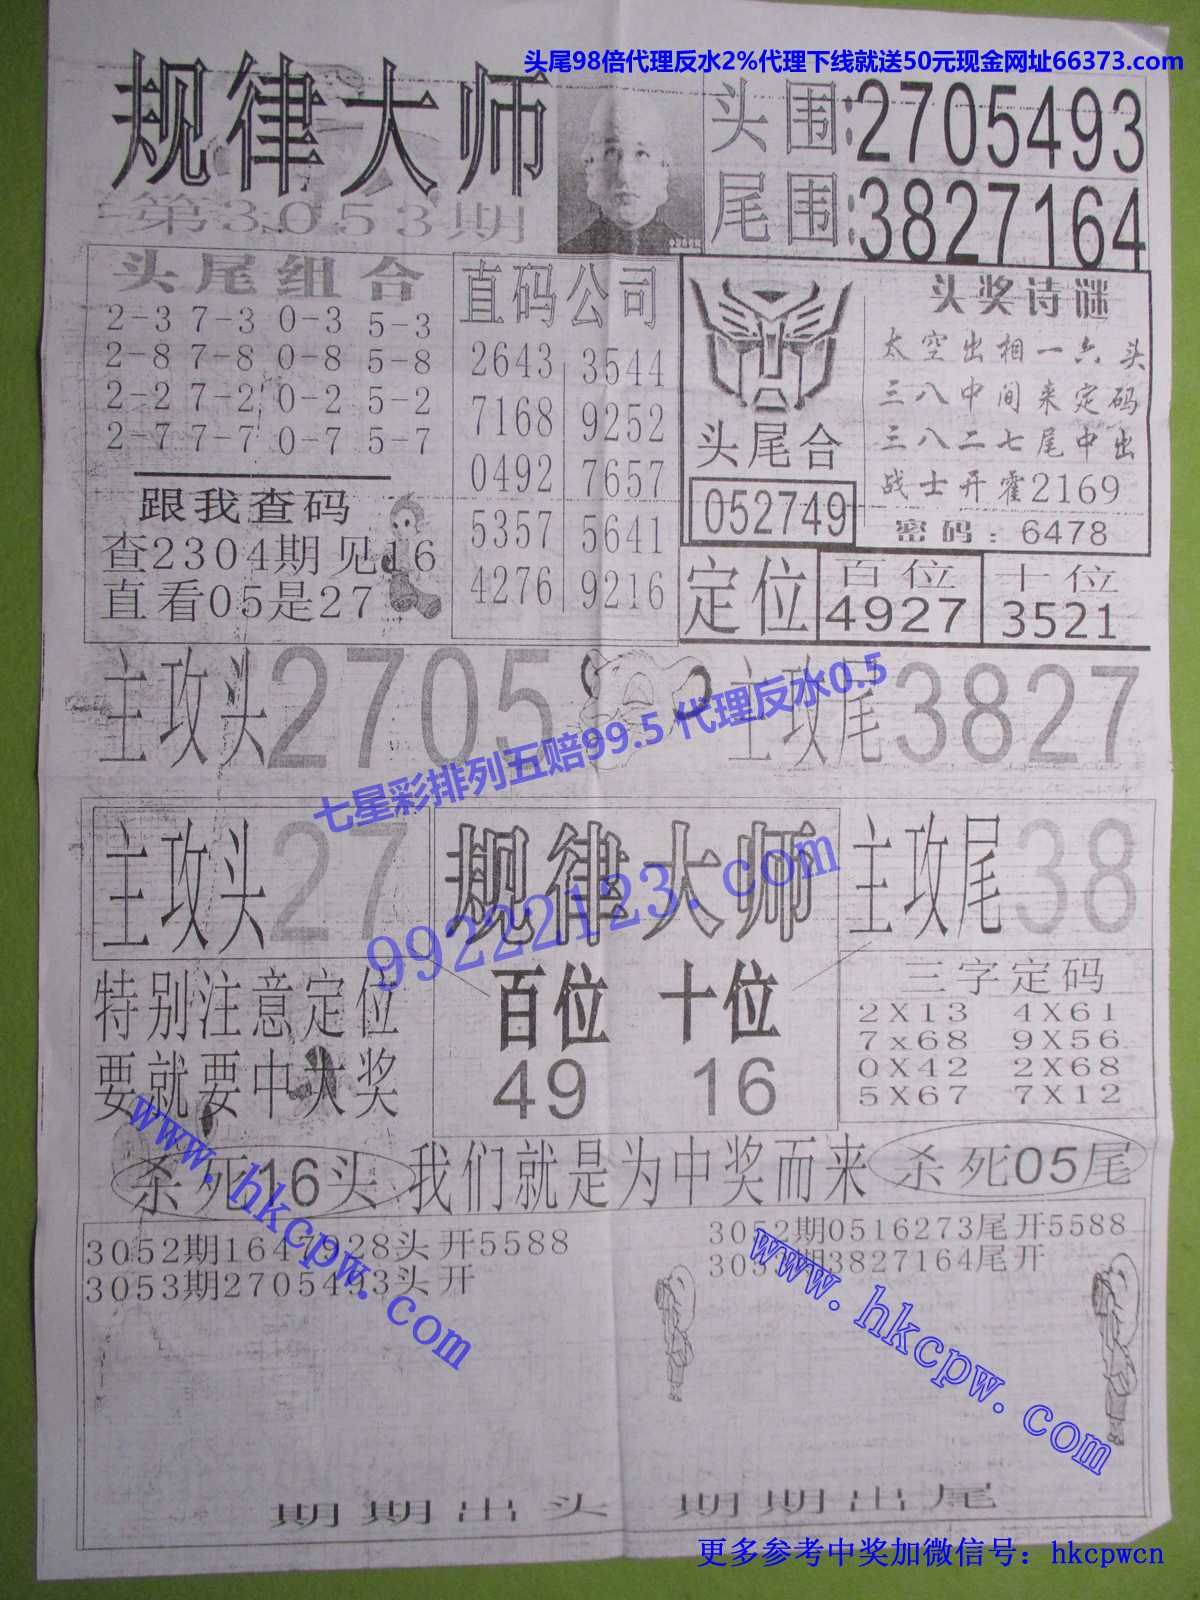 头尾98倍代理反水2%代理下线就送50元现金网址66373.com
规律大师
第3053期
头围:2705493
尾围:3827164
头尾组合
2-3 7-3 0-3 5-3
2-8 7-8 0-8 5-8
2-2 7-2 0-2 5-2
2-7 7-7 0-7 5-7
跟我查码
查2304期见16
直看05是27
直码公司
2643 3544
7168 9252
0492 7657
5357 5641
4276 9216
头尾合
052749
头奖诗谜
太空出相一六头
三八中间来定码
三八二七尾中出
战士开霍2169
密码:6478
定位
百位
4927
十位
3521
主攻头2705
主攻尾3827
七星彩排列五赔99.5 代理反水0.5
99222123.com
主攻头27
规律大师
主攻尾38
特别注意定位
要就要中大奖
百位 十位
49 16
三字定码
2X13 4X61
7x68 9X56
0X42 2X68
5X67 7X12
杀死16头
我们就是为中奖而来
杀死05尾
3052期1647928头开5588
3053期2705493头开
3052期0516273尾开5588
3053期3827164尾开
www.hkcpw.com
www.hkcpw.com
期期出头 期期出尾
更多参考中奖加微信号：hkcpwcn